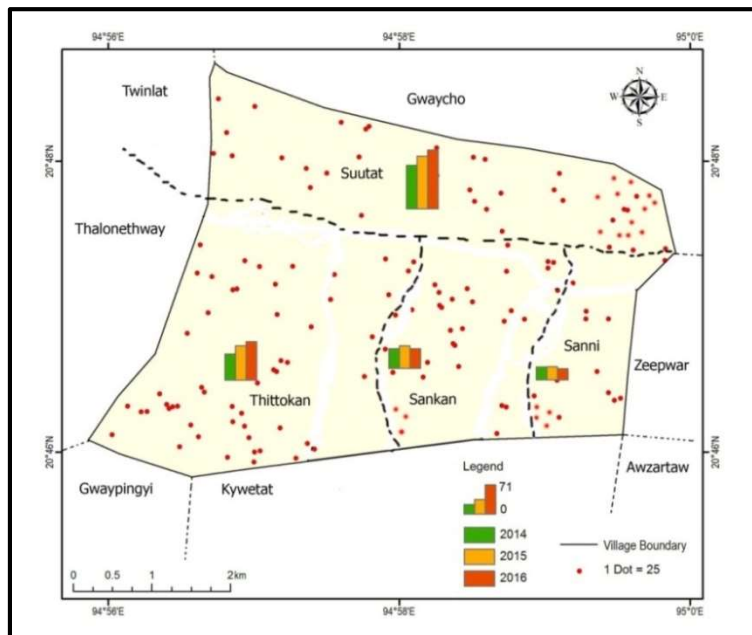 94°56'E 94°58'E 95°0'E
Twinlat
Gwaycho
N
W E
S
20°48'N 20°48'N
Suutat
Thalonethway
Sanni
Zeepwar
Thittokan
Sankan
20°46'N 20°46'N
Gwaypingyi
Kywetat
Awzartaw
Legend
71
0
2014
2015
2016
Village Boundary
1 Dot = 25
0 0.5 1 2km
94°56'E 94°58'E 95°0'E